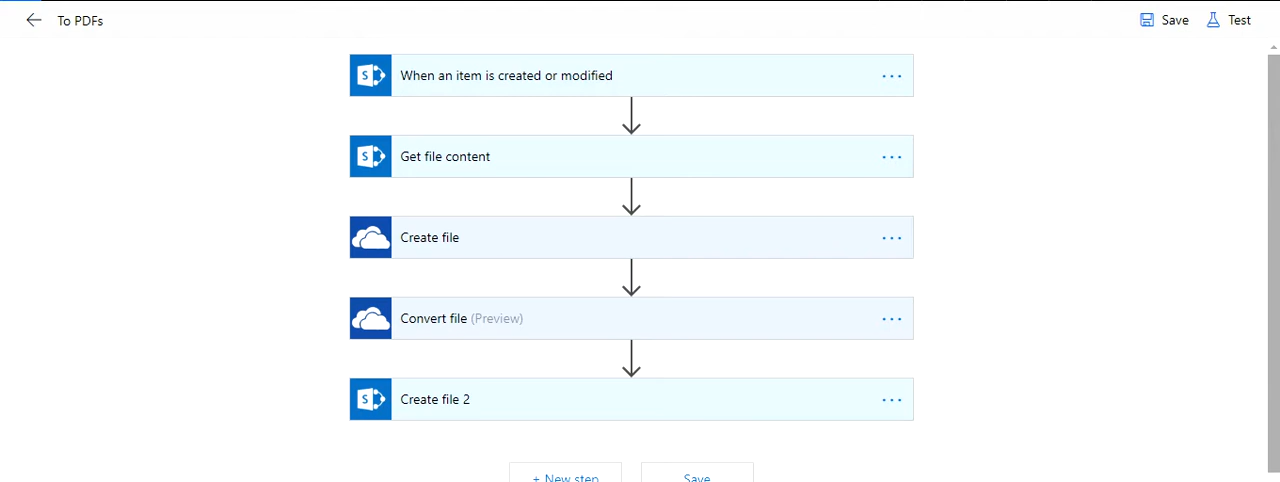 To PDFs
Save
Test
When an item is created or modified
Get file content
Create file
Convert file (Preview)
Create file 2
+ New step
Save